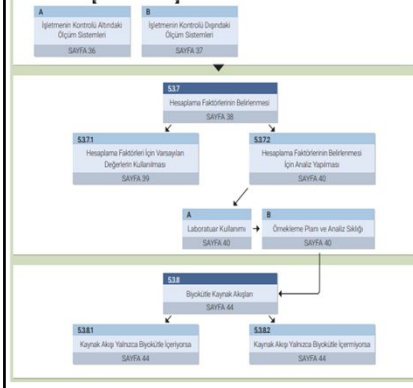 A
İşletmenin Kontrolü Altındaki
Ölçüm Sistemleri
SAYFA 36
B
İşletmenin Kontrolü Dışındaki
Ölçüm Sistemleri
SAYFA 37
5.3.7
Hesaplama Faktörlerinin Belirlenmesi
SAYFA 38
5.3.7.1
Hesaplama Faktörleri İçin Varsayılan
Değerlerin Kullanılması
SAYFA 39
5.3.7.2
Hesaplama Faktörlerinin Belirlenmesi
İçin Analiz Yapılması
SAYFA 40
A
Laboratuar Kullanımı
SAYFA 40
B
Örnekleme Planı ve Analiz Sıklığı
SAYFA 40
5.3.8
Biyokütle Kaynak Akışları
SAYFA 44
5.3.8.1
Kaynak Akışı Yalnızca Biyokütle İçeriyorsa
SAYFA 44
5.3.8.2
Kaynak Akışı Yalnızca Biyokütle İçermiyorsa
SAYFA 44